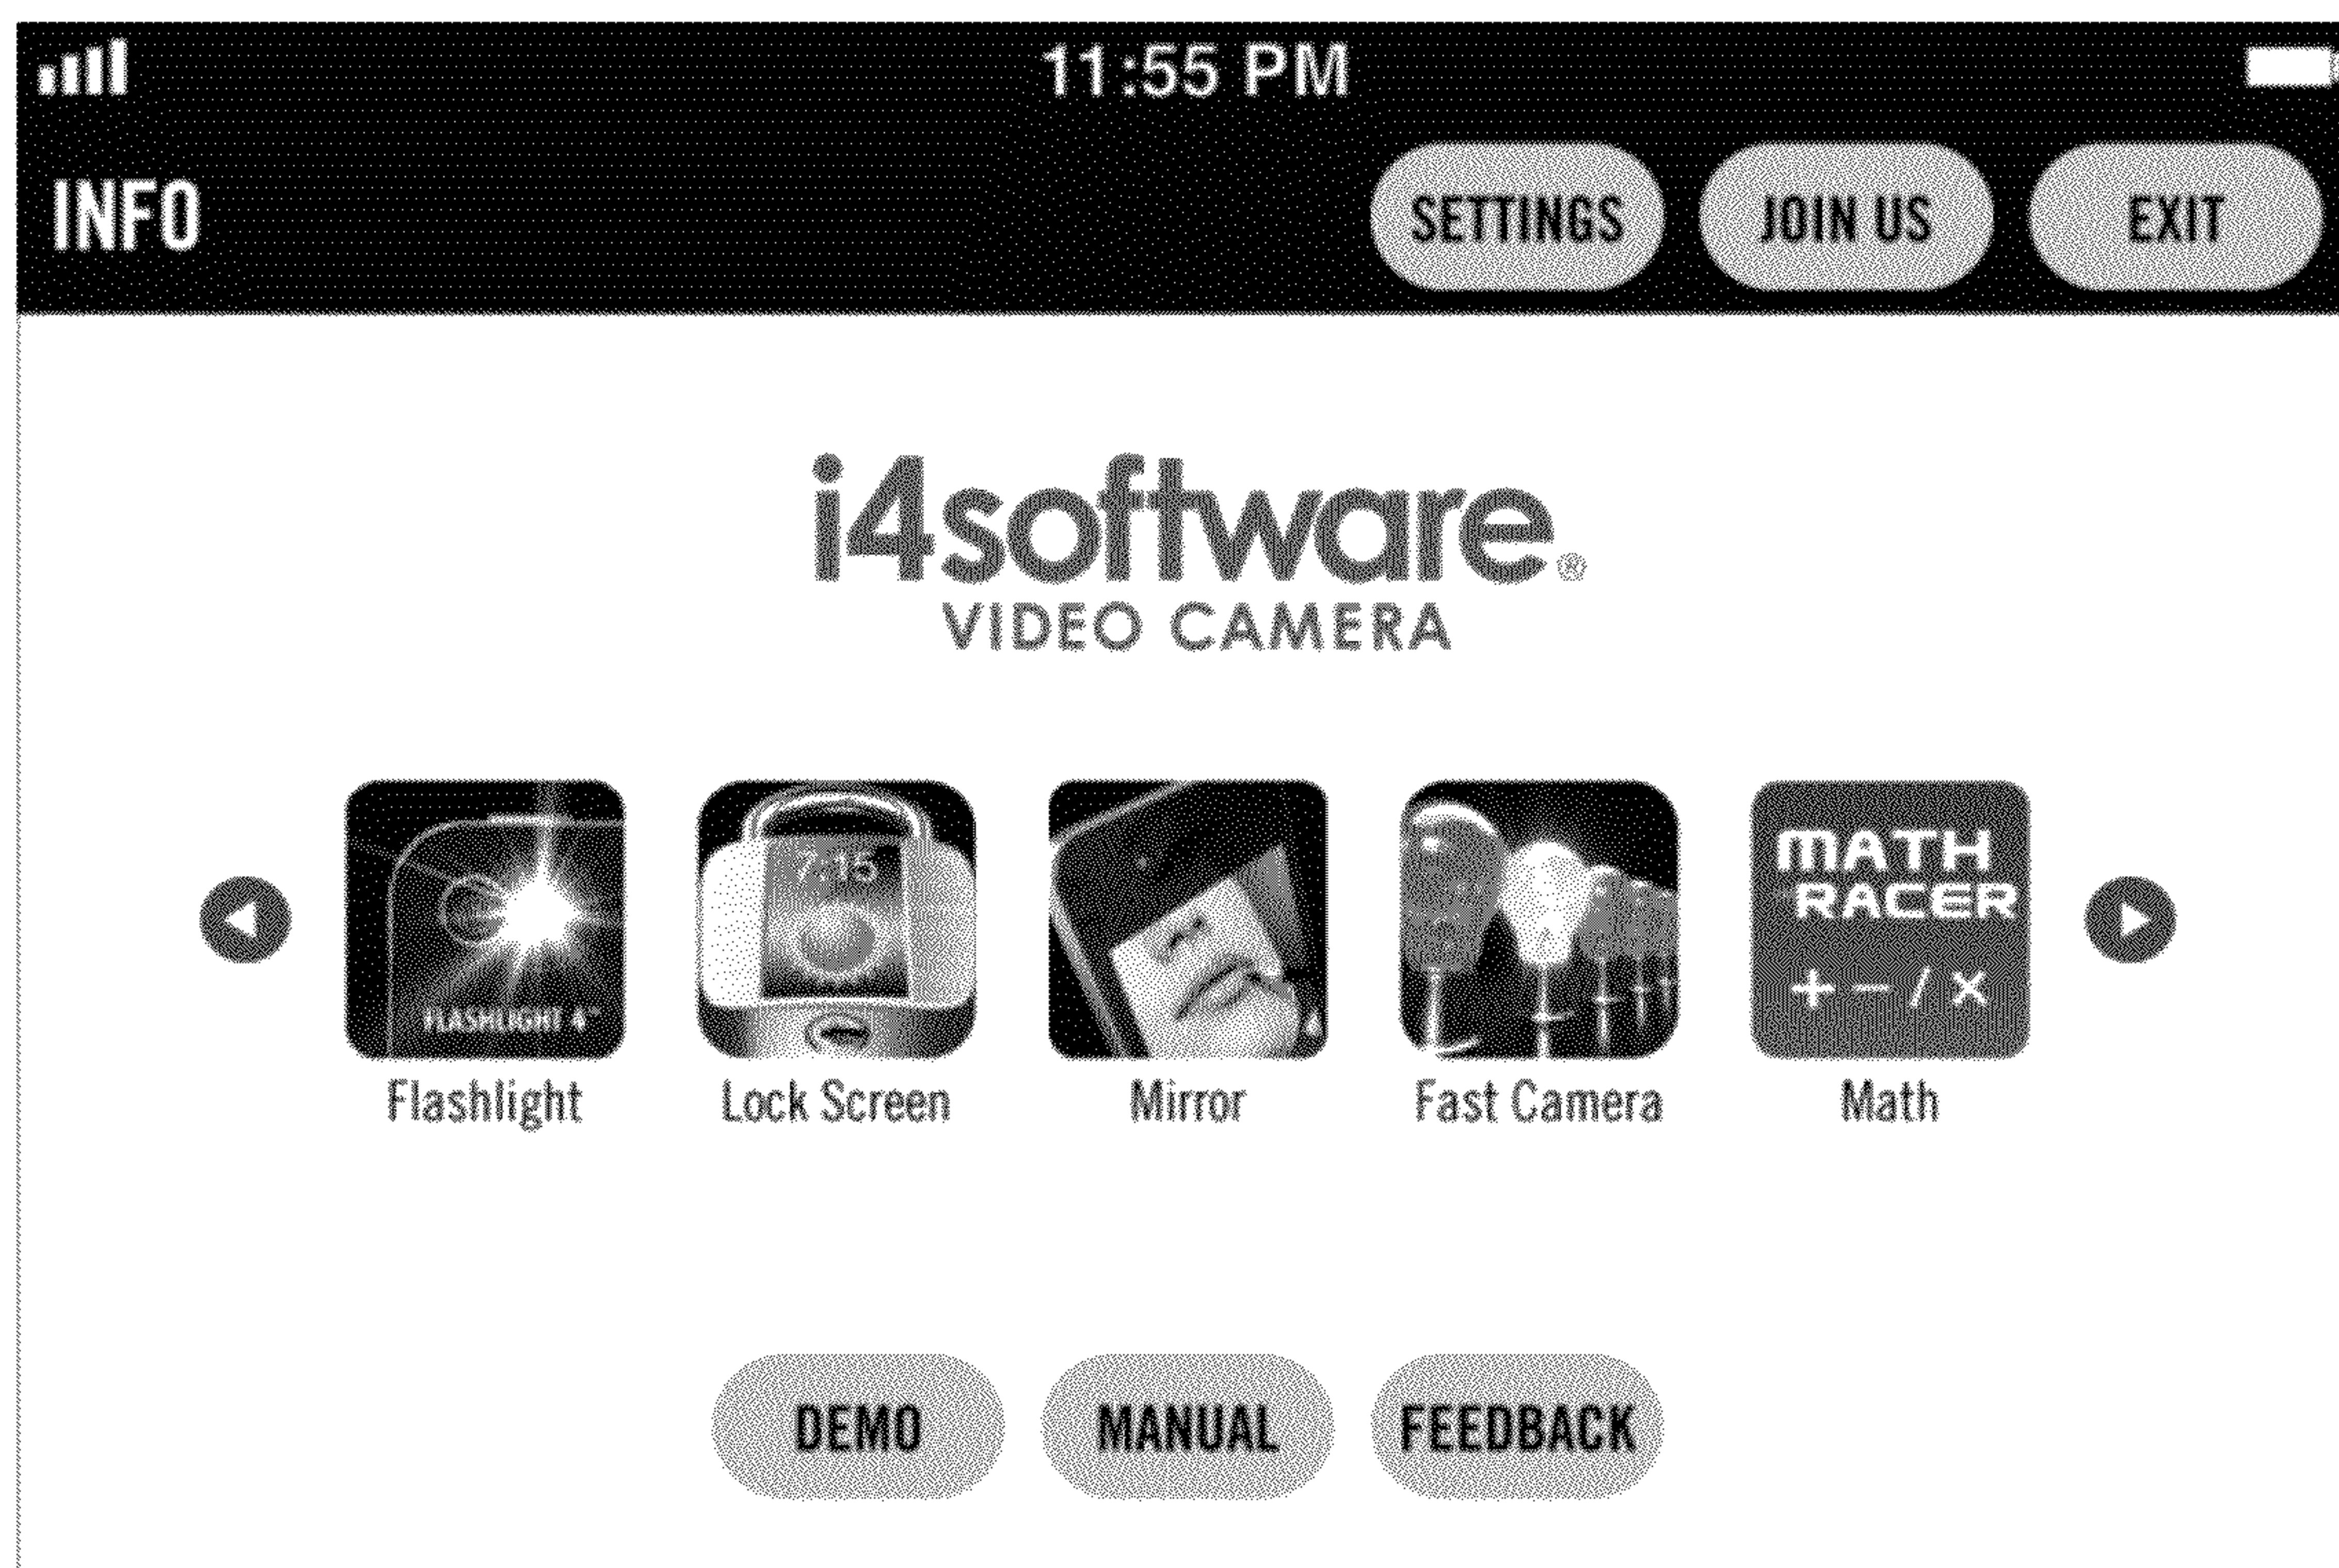 11:55 PM
INFO
SETTINGS
JOIN US
EXIT
i4software®
VIDEO CAMERA
7:15
FLASHLIGHT 4™
MATH
RACER
+ − / ×
Flashlight
Lock Screen
Mirror
Fast Camera
Math
DEMO
MANUAL
FEEDBACK